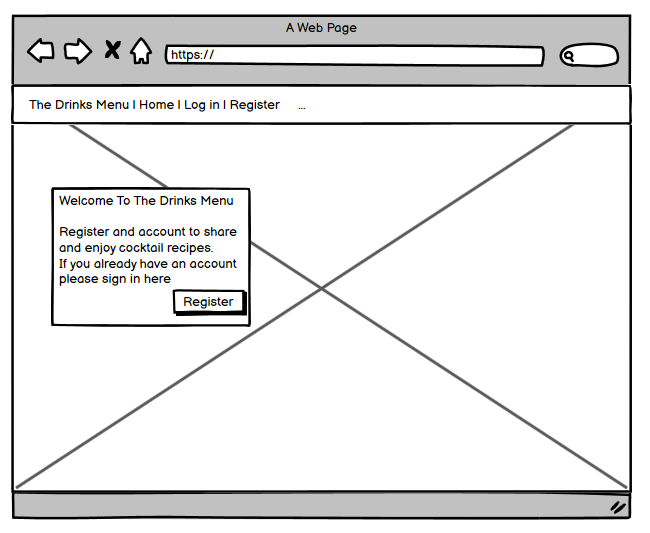 A Web Page
https://
The Drinks Menu | Home | Log in | Register ...
Welcome To The Drinks Menu
Register and account to share
and enjoy cocktail recipes.
If you already have an account
please sign in here
Register